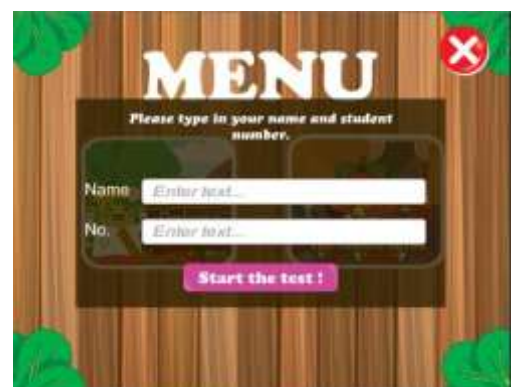 MENU
Please type in your name and student
number.
Name
Enter text...
No.
Enter text...
Start the test !